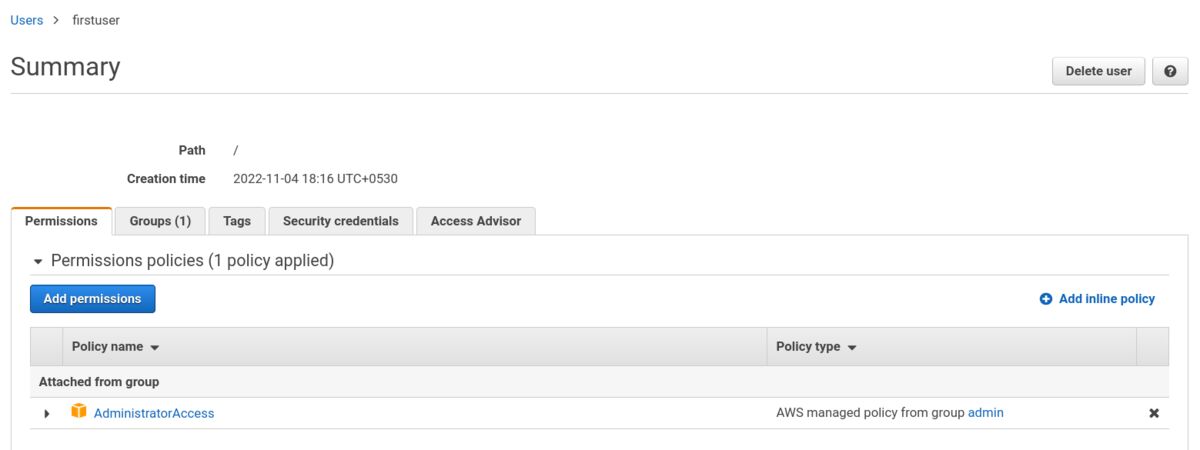 Users > firstuser
Summary
Delete user
Path /
Creation time 2022-11-04 18:16 UTC+0530
Permissions Groups (1) Tags Security credentials Access Advisor
Permissions policies (1 policy applied)
Add permissions Add inline policy
Policy name Policy type
Attached from group
AdministratorAccess AWS managed policy from group admin